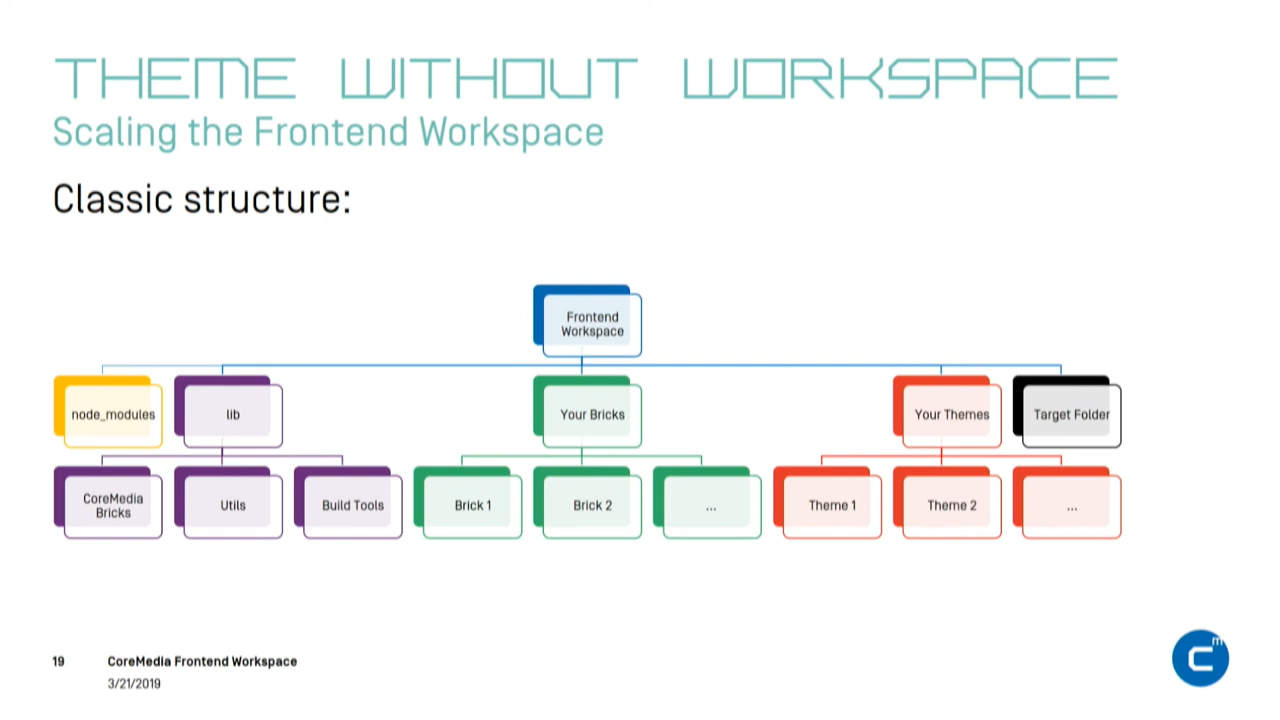 THEME WITHOUT WORKSPACE
Scaling the Frontend Workspace
Classic structure:
Frontend
Workspace
node_modules
lib
Your Bricks
Your Themes
Target Folder
CoreMedia
Bricks
Utils
Build Tools
Brick 1
Brick 2
...
Theme 1
Theme 2
...
19
CoreMedia Frontend Workspace
3/21/2019
C m